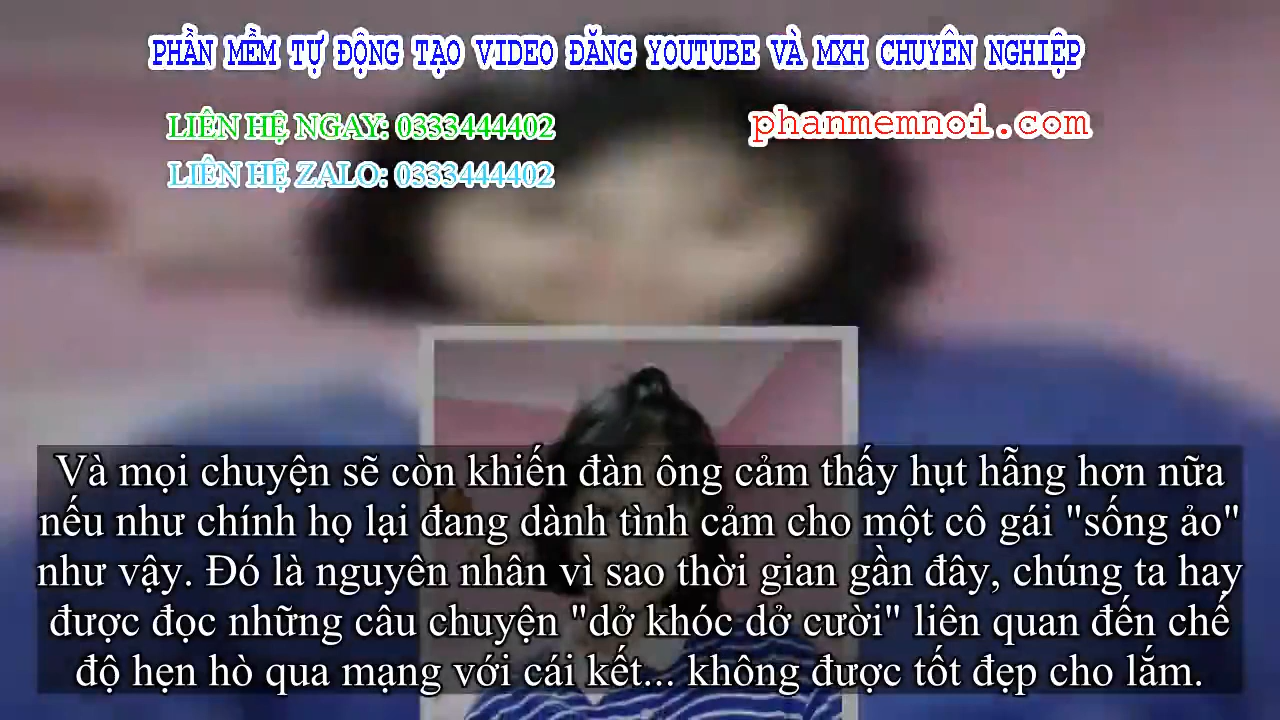 PHẦN MỀM TỰ ĐỘNG TẠO VIDEO ĐĂNG YOUTUBE VÀ MXH CHUYÊN NGHIỆP
LIÊN HỆ NGAY: 0333444402
phanmemnoi.com
LIÊN HỆ ZALO: 0333444402
Và mọi chuyện sẽ còn khiến đàn ông cảm thấy hụt hẫng hơn nữa
nếu như chính họ lại đang dành tình cảm cho một cô gái "sống ảo"
như vậy. Đó là nguyên nhân vì sao thời gian gần đây, chúng ta hay
được đọc những câu chuyện "dở khóc dở cười" liên quan đến chế
độ hẹn hò qua mạng với cái kết... không được tốt đẹp cho lắm.